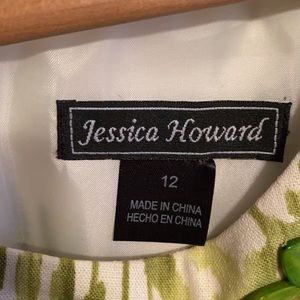 Jessica Howard
12
MADE IN CHINA
HECHO EN CHINA